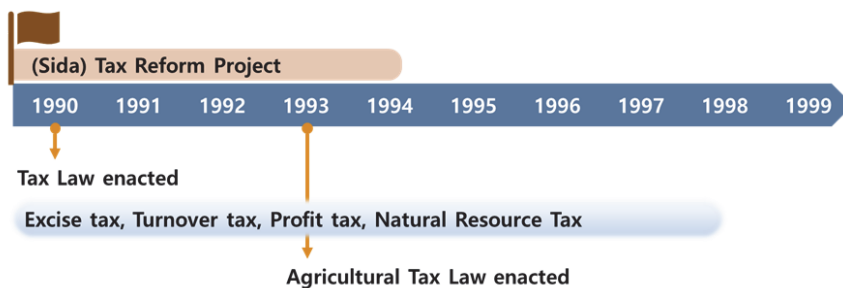 (Sida) Tax Reform Project
1990 1991 1992 1993 1994 1995 1996 1997 1998 1999
Tax Law enacted
Excise tax, Turnover tax, Profit tax, Natural Resource Tax
Agricultural Tax Law enacted